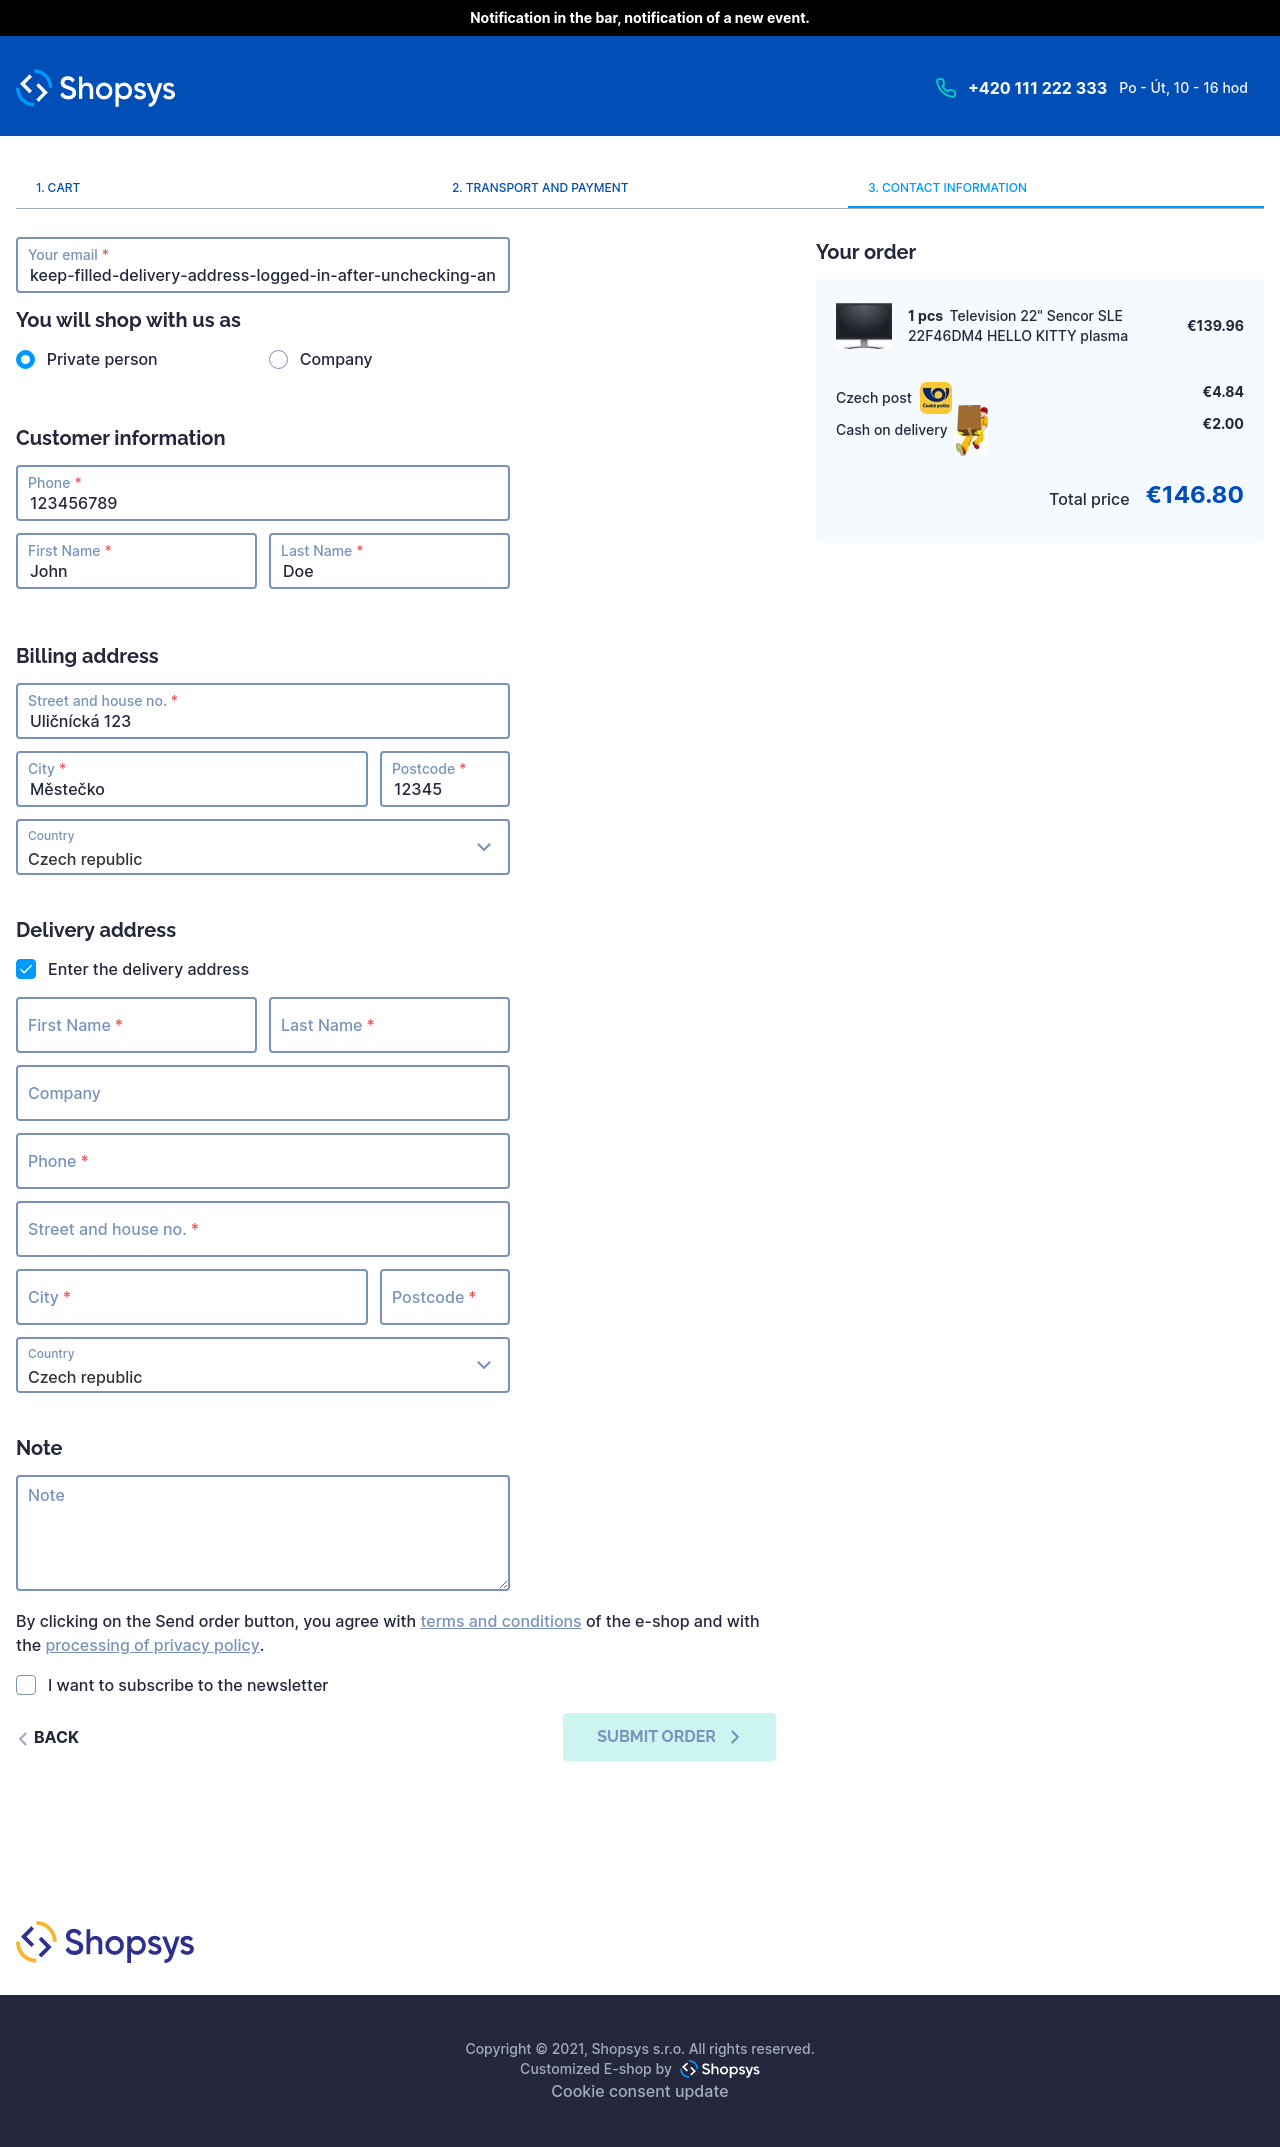 Notification in the bar, notification of a new event.
Shopsys
+420 111 222 333 Po - Út, 10 - 16 hod
1. CART
2. TRANSPORT AND PAYMENT
3. CONTACT INFORMATION
Your email *
keep-filled-delivery-address-logged-in-after-unchecking-an
You will shop with us as
Private person
Company
Customer information
Phone *
123456789
First Name *
John
Last Name *
Doe
Billing address
Street and house no. *
Uličnícká 123
City *
Městečko
Postcode *
12345
Country
Czech republic
Delivery address
Enter the delivery address
First Name *
Last Name *
Company
Phone *
Street and house no. *
City *
Postcode *
Country
Czech republic
Note
Note
By clicking on the Send order button, you agree with terms and conditions of the e-shop and with
the processing of privacy policy.
I want to subscribe to the newsletter
BACK
SUBMIT ORDER
Your order
1 pcs Television 22" Sencor SLE
22F46DM4 HELLO KITTY plasma
€139.96
Czech post
Česká pošta
€4.84
Cash on delivery
€2.00
Total price €146.80
Shopsys
Copyright © 2021, Shopsys s.r.o. All rights reserved.
Customized E-shop by Shopsys
Cookie consent update